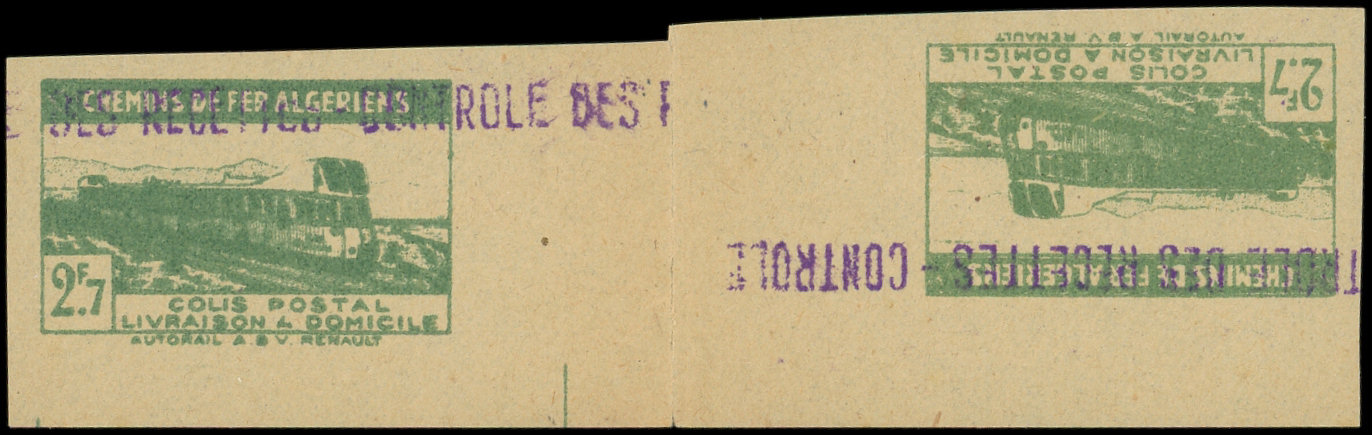 CHEMINS DE FER ALGERIENS
E DES RECETTES - CONTROLE DES R
2F.7
COLIS POSTAL
LIVRAISON A DOMICILE
AUTORAIL A B V. RENAULT
CHEMINS DE FER ALGERIENS
TROLE DES RECETTES - CONTROLE
2F.7
COLIS POSTAL
LIVRAISON A DOMICILE
AUTORAIL A B V. RENAULT